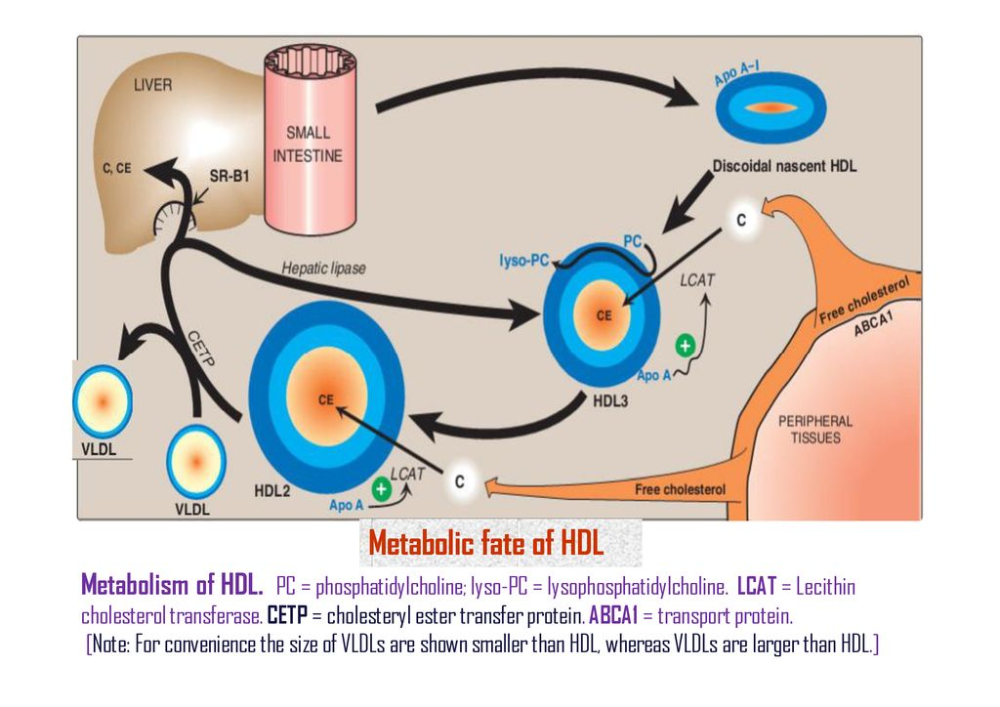 LIVER
SMALL
INTESTINE
Apo A-I
Discoidal nascent HDL
C, CE
SR-B1
C
Hepatic lipase
lyso-PC
PC
LCAT
Free cholesterol
ABCA1
CE
Apo A
HDL3
CETP
CE
PERIPHERAL
TISSUES
VLDL
VLDL
HDL2
LCAT
Apo A
C
Free cholesterol
Metabolic fate of HDL
Metabolism of HDL. PC = phosphatidylcholine; lyso-PC = lysophosphatidylcholine. LCAT = Lecithin
cholesterol transferase. CETP = cholesteryl ester transfer protein. ABCA1 = transport protein.
[Note: For convenience the size of VLDLs are shown smaller than HDL, whereas VLDLs are larger than HDL.]